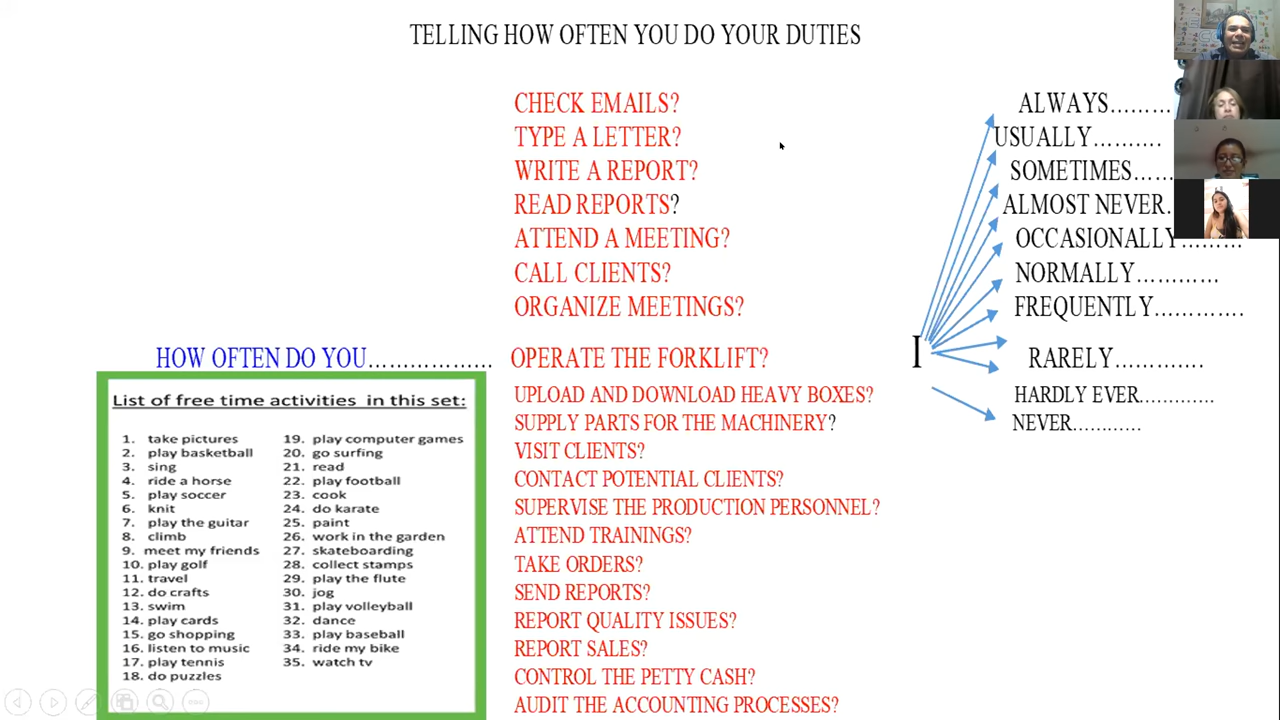 TELLING HOW OFTEN YOU DO YOUR DUTIES
CHECK EMAILS?
TYPE A LETTER?
WRITE A REPORT?
READ REPORTS?
ATTEND A MEETING?
CALL CLIENTS?
ORGANIZE MEETINGS?
HOW OFTEN DO YOU.................. OPERATE THE FORKLIFT?
UPLOAD AND DOWNLOAD HEAVY BOXES?
SUPPLY PARTS FOR THE MACHINERY?
VISIT CLIENTS?
CONTACT POTENTIAL CLIENTS?
SUPERVISE THE PRODUCTION PERSONNEL?
ATTEND TRAININGS?
TAKE ORDERS?
SEND REPORTS?
REPORT QUALITY ISSUES?
REPORT SALES?
CONTROL THE PETTY CASH?
AUDIT THE ACCOUNTING PROCESSES?
I
ALWAYS.........
USUALLY..........
SOMETIMES......
ALMOST NEVER.
OCCASIONALLY.........
NORMALLY............
FREQUENTLY.............
RARELY.............
HARDLY EVER............
NEVER............
List of free time activities in this set:
1. take pictures
2. play basketball
3. sing
4. ride a horse
5. play soccer
6. knit
7. play the guitar
8. climb
9. meet my friends
10. play golf
11. travel
12. do crafts
13. swim
14. play cards
15. go shopping
16. listen to music
17. play tennis
18. do puzzles
19. play computer games
20. go surfing
21. read
22. play football
23. cook
24. do karate
25. paint
26. work in the garden
27. skateboarding
28. collect stamps
29. play the flute
30. jog
31. play volleyball
32. dance
33. play baseball
34. ride my bike
35. watch tv